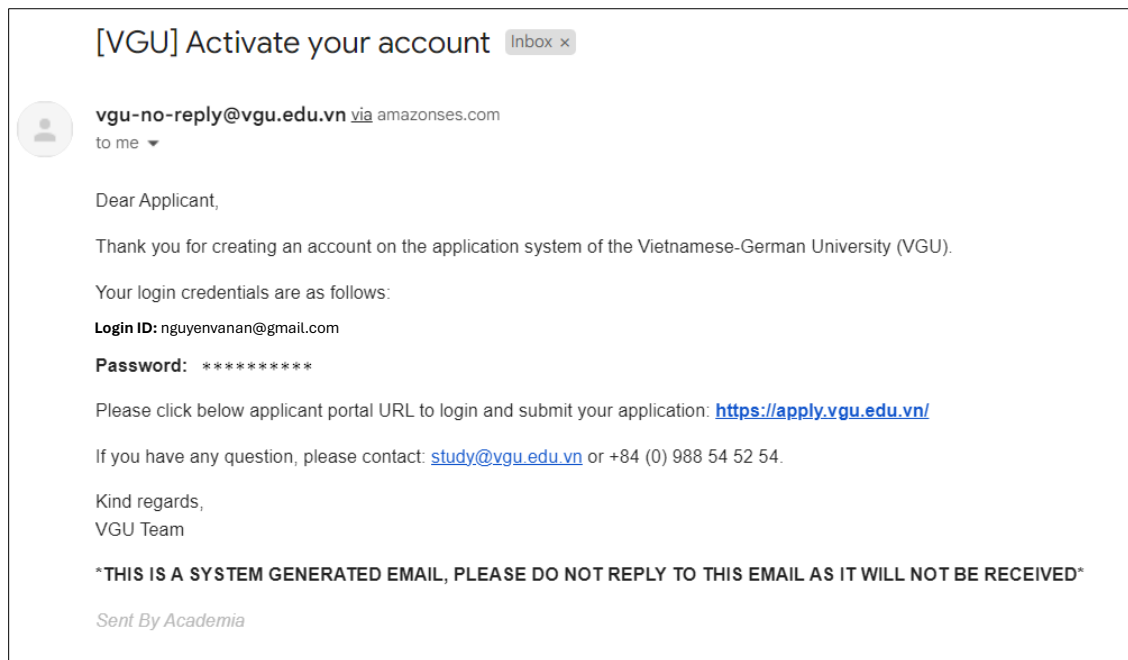 [VGU] Activate your account Inbox ×
vgu-no-reply@vgu.edu.vn via amazonses.com
to me
Dear Applicant,
Thank you for creating an account on the application system of the Vietnamese-German University (VGU).
Your login credentials are as follows:
Login ID: nguyenvanan@gmail.com
Password: **********
Please click below applicant portal URL to login and submit your application: https://apply.vgu.edu.vn/
If you have any question, please contact: study@vgu.edu.vn or +84 (0) 988 54 52 54.
Kind regards,
VGU Team
*THIS IS A SYSTEM GENERATED EMAIL, PLEASE DO NOT REPLY TO THIS EMAIL AS IT WILL NOT BE RECEIVED*
Sent By Academia